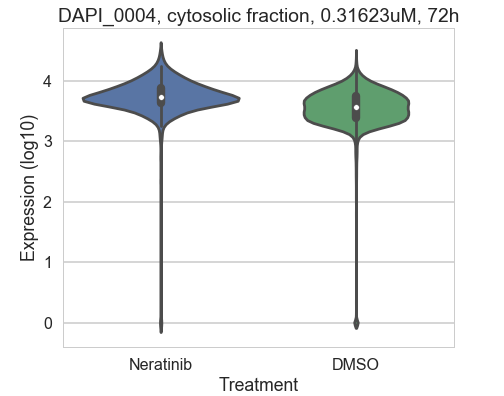 DAPI_0004, cytosolic fraction, 0.31623uM, 72h
Expression (log10)
4
3
2
1
0
Neratinib
DMSO
Treatment